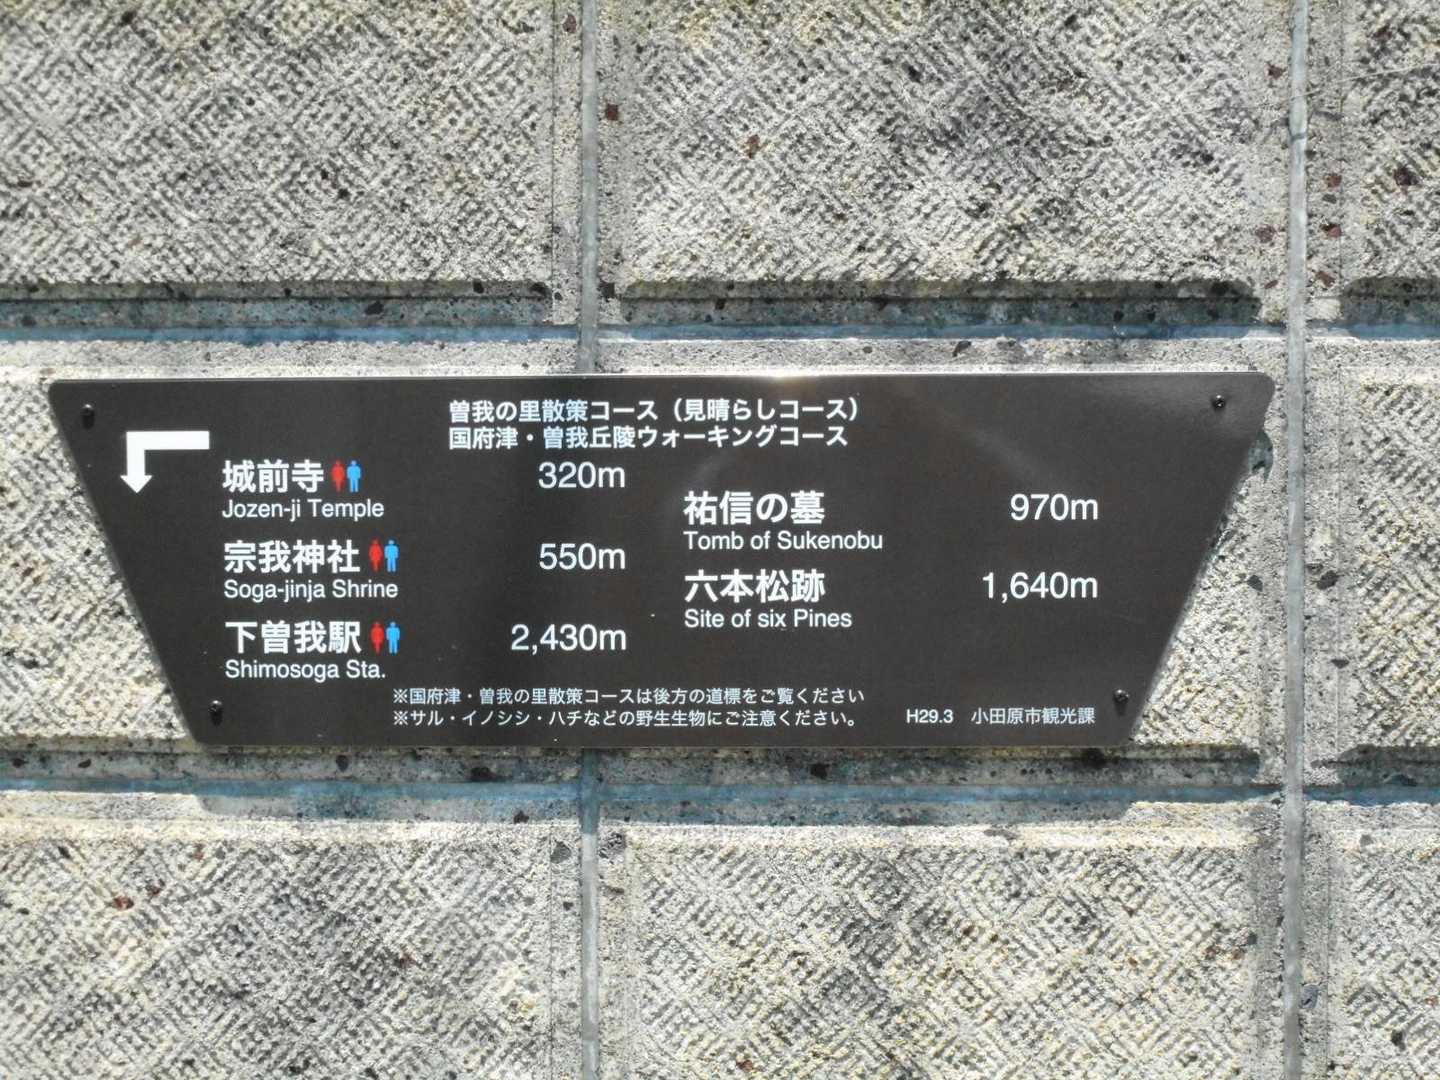 曽我の里散策コース（見晴らしコース）
国府津・曽我丘陵ウォーキングコース
城前寺 320m
Jozen-ji Temple
宗我神社 550m
Soga-jinja Shrine
下曽我駅 2,430m
Shimosoga Sta.
祐信の墓 970m
Tomb of Sukenobu
六本松跡 1,640m
Site of six Pines
※国府津・曽我の里散策コースは後方の道標をご覧ください
※サル・イノシシ・ハチなどの野生生物にご注意ください。
H29.3 小田原市観光課